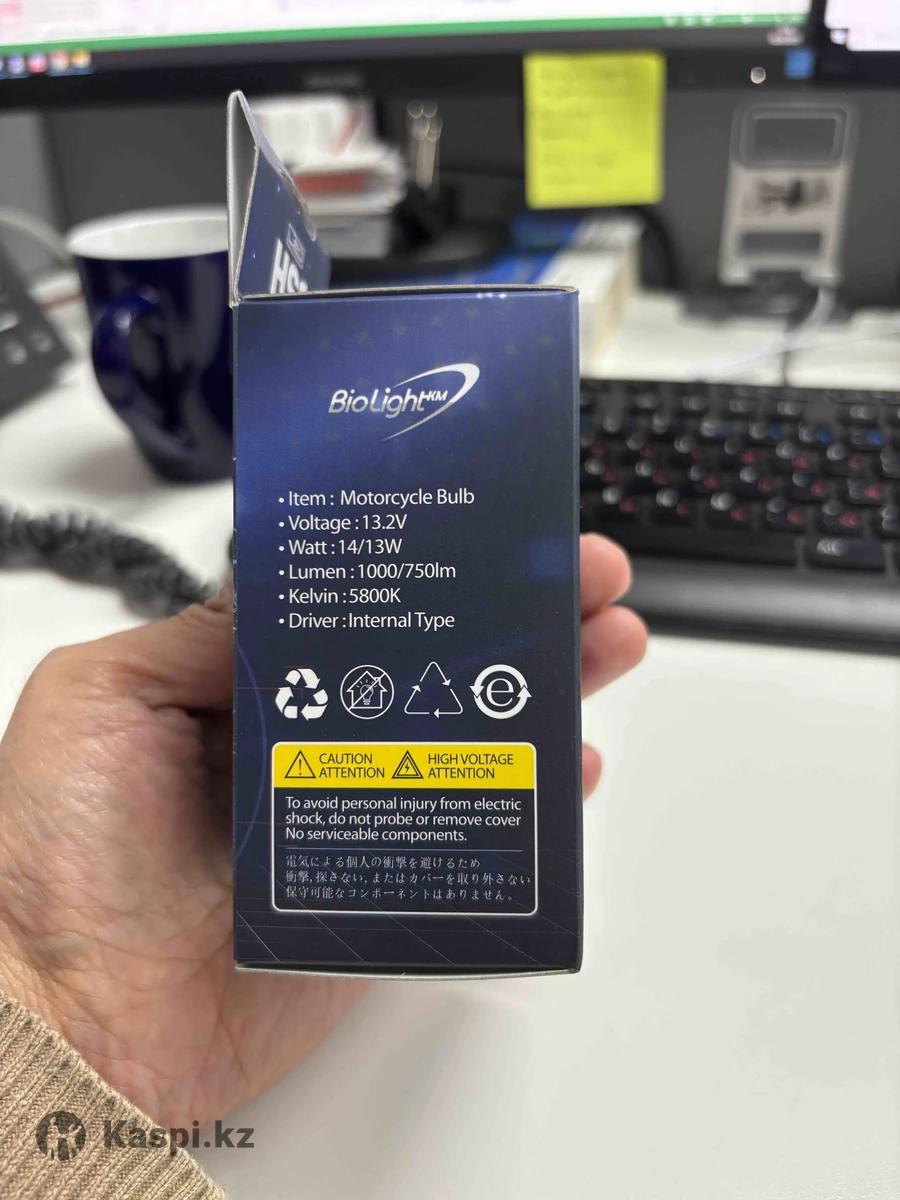 BioLight KM
• Item : Motorcycle Bulb
• Voltage : 13.2V
• Watt : 14/13W
• Lumen : 1000/750lm
• Kelvin : 5800K
• Driver : Internal Type
CAUTION
ATTENTION
HIGH VOLTAGE
ATTENTION
To avoid personal injury from electric
shock, do not probe or remove cover
No serviceable components.
電気による個人の衝撃を避けるため
衝撃, 探さない, またはカバーを取り外さない
保守可能なコンポーネントはありません。
Kaspi.kz